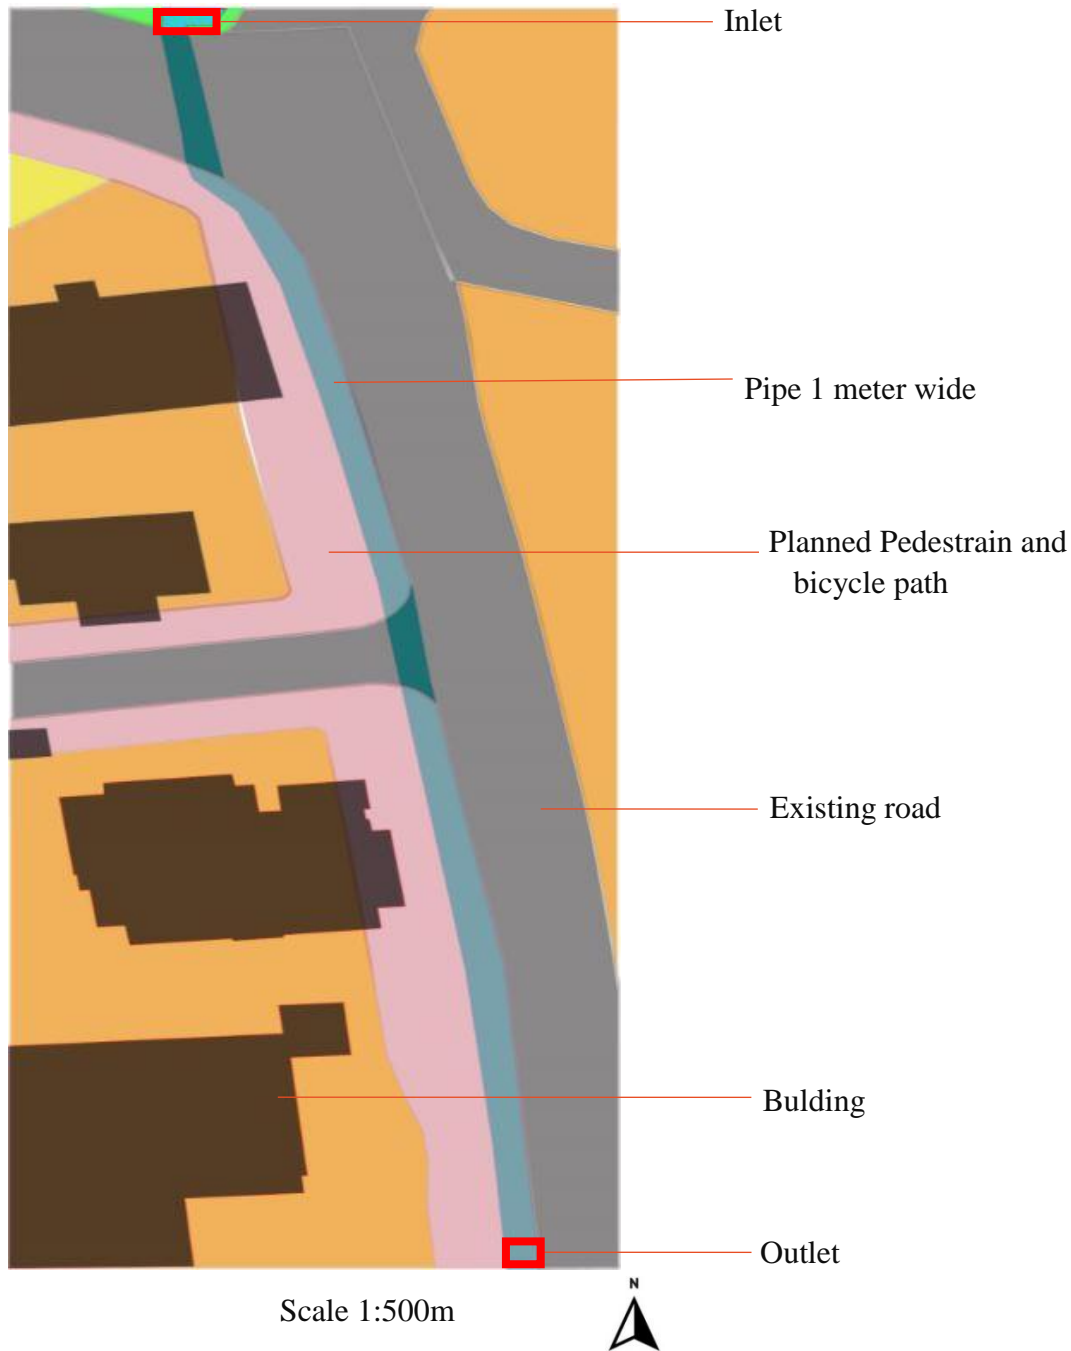 Inlet
Pipe 1 meter wide
Planned Pedestrain and
bicycle path
Existing road
Bulding
Outlet
N
Scale 1:500m